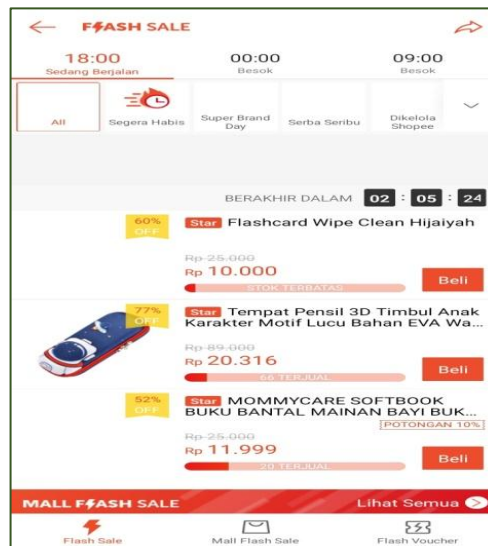 FLASH SALE
18:00
Sedang Berjalan
00:00
Besok
09:00
Besok
All
Segera Habis
Super Brand
Day
Serba Seribu
Dikelola
Shopee
BERAKHIR DALAM 02 : 05 : 24
60%
OFF
Star Flashcard Wipe Clean Hijaiyah
Rp 25.000
Rp 10.000
STOK TERBATAS
Beli
77%
OFF
Star Tempat Pensil 3D Timbul Anak
Karakter Motif Lucu Bahan EVA Wa...
Rp 89.000
Rp 20.316
66 TERJUAL
Beli
52%
OFF
Star MOMMYCARE SOFTBOOK
BUKU BANTAL MAINAN BAYI BUK...
POTONGAN 10%
Rp 25.000
Rp 11.999
20 TERJUAL
Beli
MALL FLASH SALE
Lihat Semua
Flash Sale
Mall Flash Sale
Flash Voucher